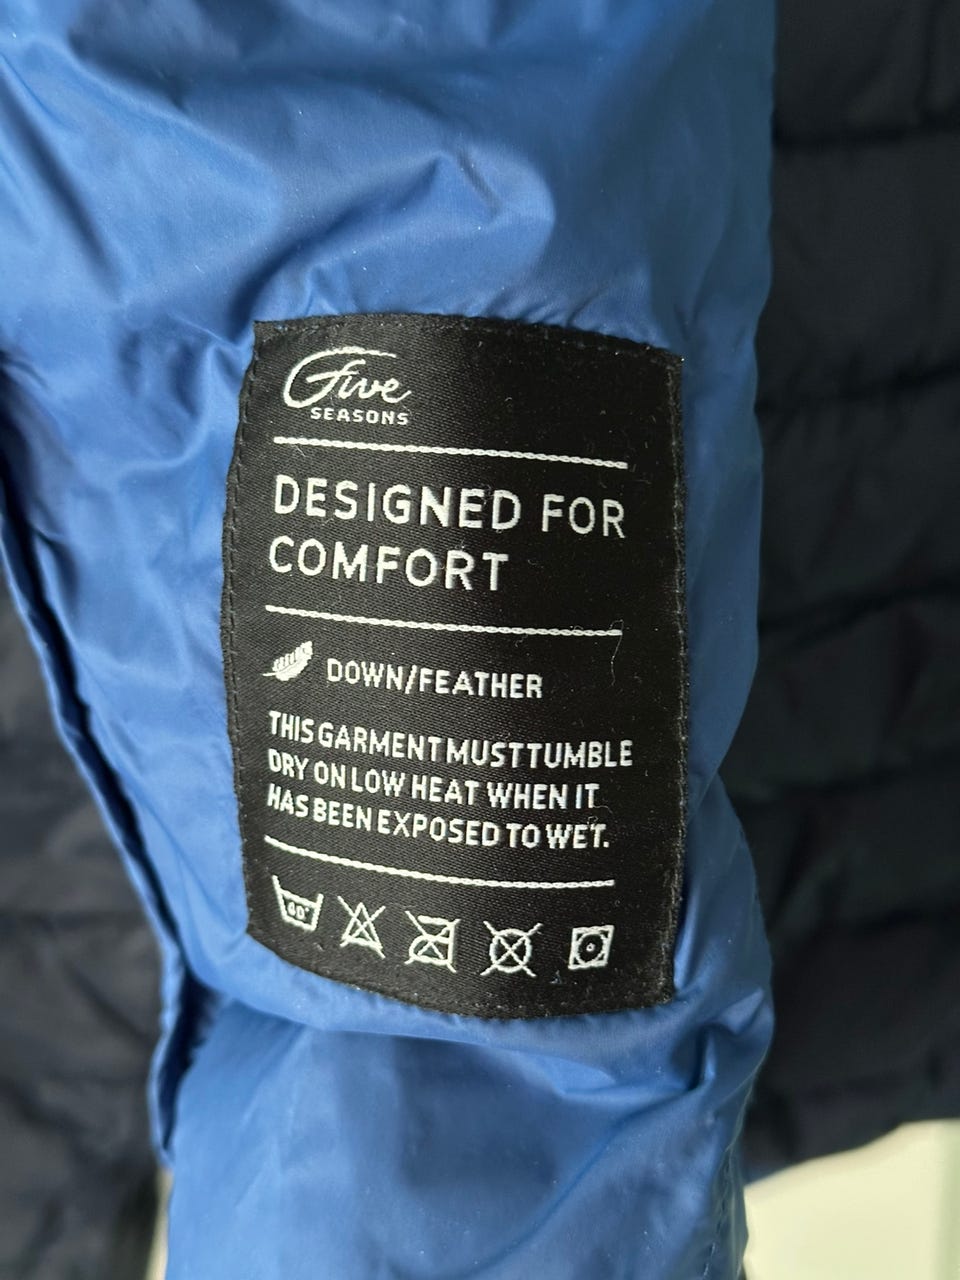 Five
SEASONS
DESIGNED FOR
COMFORT
DOWN/FEATHER
THIS GARMENT MUST TUMBLE
DRY ON LOW HEAT WHEN IT
HAS BEEN EXPOSED TO WET.
40°